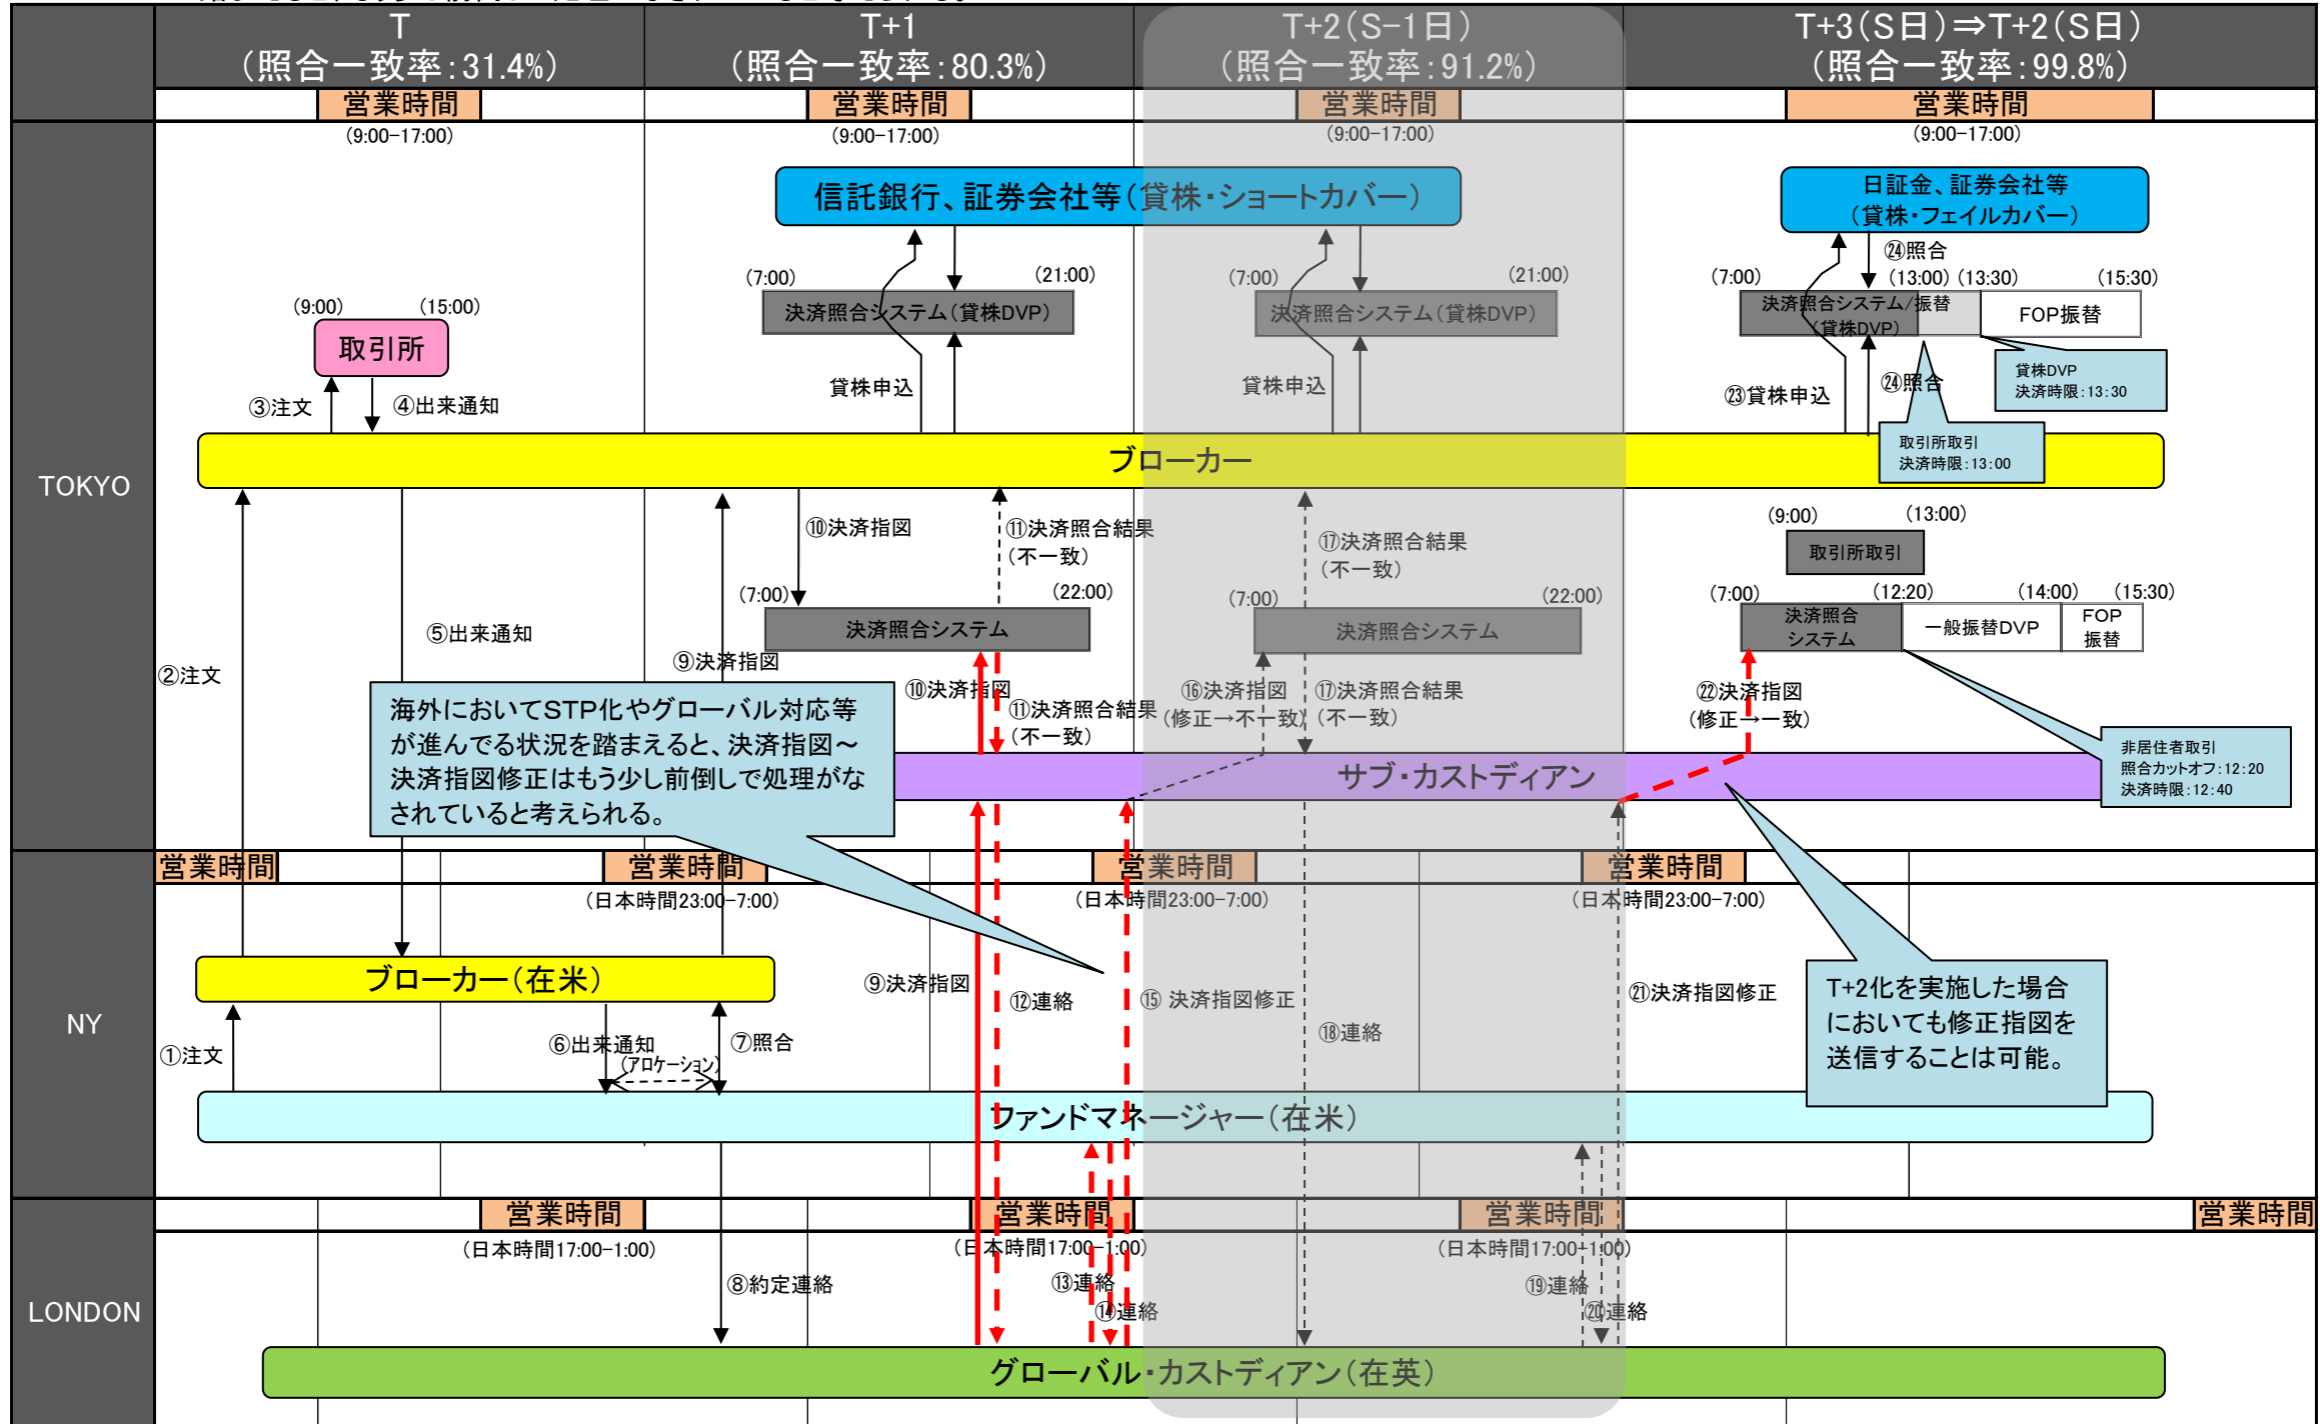 T
(照合一致率:31.4%)
T+1
(照合一致率:80.3%)
T+2(S-1日)
(照合一致率:91.2%)
T+3(S日)⇒T+2(S日)
(照合一致率:99.8%)
営業時間
営業時間
営業時間
営業時間
(9:00-17:00)
(9:00-17:00)
(9:00-17:00)
(9:00-17:00)
TOKYO
信託銀行、証券会社等(貸株・ショートカバー)
日証金、証券会社等
(貸株・フェイルカバー)
(7:00)
(21:00)
決済照合システム(貸株DVP)
(7:00)
(21:00)
決済照合システム(貸株DVP)
㉔照合
(7:00)
(13:00)
(13:30)
(15:30)
決済照合システム/振替
(貸株DVP)
FOP振替
(9:00)
(15:00)
取引所
③注文
④出来通知
貸株申込
貸株申込
㉓貸株申込
㉔照合
貸株DVP
決済時限:13:30
取引所取引
決済時限:13:00
ブローカー
⑩決済指図
⑪決済照合結果
(不一致)
⑰決済照合結果
(不一致)
(9:00)
(13:00)
取引所取引
(7:00)
(22:00)
決済照合システム
(7:00)
(22:00)
決済照合システム
(7:00)
(12:20)
(14:00)
(15:30)
決済照合
システム
一般振替DVP
FOP
振替
②注文
⑤出来通知
⑨決済指図
⑩決済指図
⑪決済照合結果
(不一致)
⑯決済指図
(修正→不一致)
⑰決済照合結果
(不一致)
㉒決済指図
(修正→一致)
海外においてSTP化やグローバル対応等
が進んでる状況を踏まえると、決済指図~
決済指図修正はもう少し前倒しで処理がな
されていると考えられる。
サブ・カストディアン
非居住者取引
照合カットオフ:12:20
決済時限:12:40
NY
営業時間
営業時間
営業時間
営業時間
(日本時間23:00-7:00)
(日本時間23:00-7:00)
(日本時間23:00-7:00)
ブローカー(在米)
①注文
⑥出来通知
(アロケーション)
⑦照合
⑨決済指図
⑫連絡
⑮ 決済指図修正
⑱連絡
㉑決済指図修正
T+2化を実施した場合
においても修正指図を
送信することは可能。
ファンドマネージャー(在米)
LONDON
営業時間
営業時間
営業時間
営業時間
(日本時間17:00-1:00)
(日本時間17:00-1:00)
(日本時間17:00-1:00)
⑧約定連絡
⑬連絡
⑭連絡
⑲連絡
⑳連絡
グローバル・カストディアン(在英)